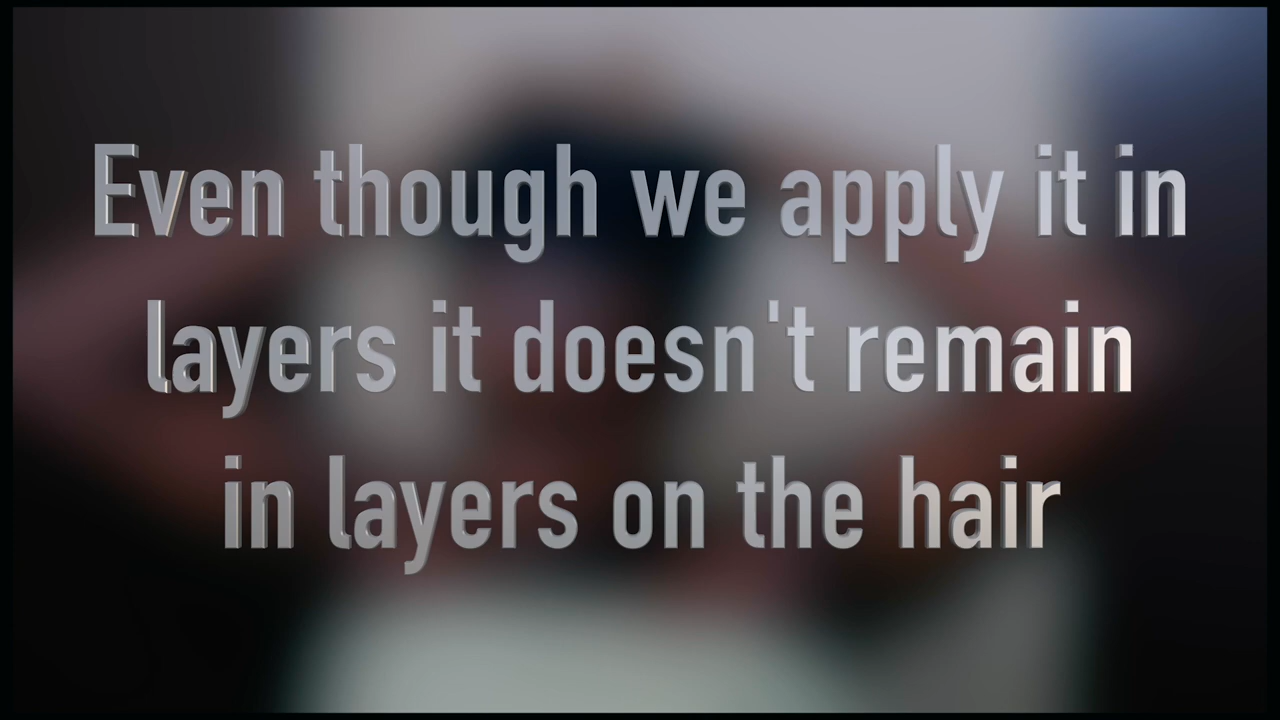 Even though we apply it in
layers it doesn't remain
in layers on the hair